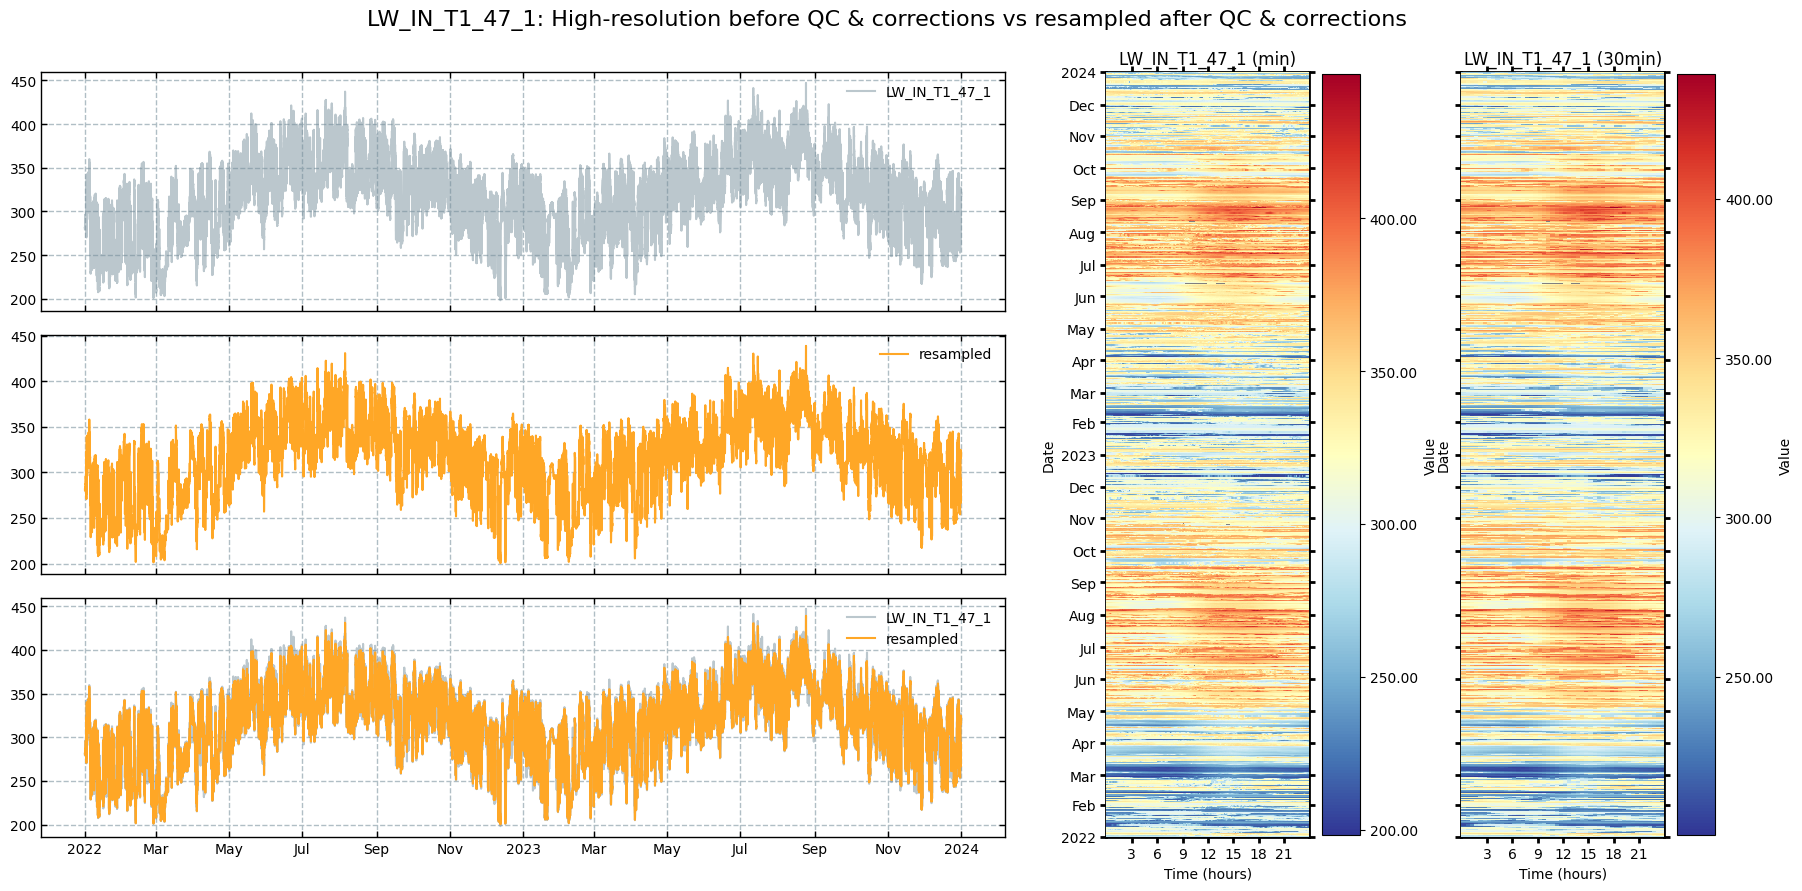 LW_IN_T1_47_1: High-resolution before QC & corrections vs resampled after QC & corrections
450
400
350
300
250
200
LW_IN_T1_47_1
450
400
350
300
250
200
resampled
450
400
350
300
250
200
LW_IN_T1_47_1
resampled
2022
Mar
May
Jul
Sep
Nov
2023
Mar
May
Jul
Sep
Nov
2024
LW_IN_T1_47_1 (min)
Date
2024
Dec
Nov
Oct
Sep
Aug
Jul
Jun
May
Apr
Mar
Feb
2023
Dec
Nov
Oct
Sep
Aug
Jul
Jun
May
Apr
Mar
Feb
2022
3
6
9
12
15
18
21
Time (hours)
400.00
350.00
300.00
250.00
200.00
Value
LW_IN_T1_47_1 (30min)
Date
3
6
9
12
15
18
21
Time (hours)
400.00
350.00
300.00
250.00
Value